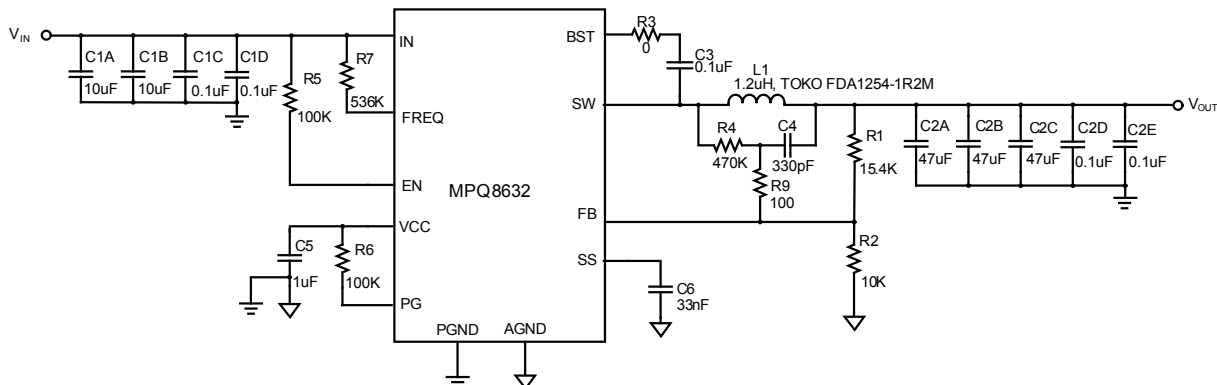 VIN
C1A
10uF
C1B
10uF
C1C
0.1uF
C1D
0.1uF
R5
100K
R7
536K
IN
FREQ
EN
VCC
PG
C5
1uF
R6
100K
MPQ8632
PGND
AGND
BST
SW
FB
SS
R3
0
C3
0.1uF
L1
1.2uH, TOKO FDA1254-1R2M
R4
470K
C4
330pF
R9
100
R1
15.4K
R2
10K
C6
33nF
C2A
47uF
C2B
47uF
C2C
47uF
C2D
0.1uF
C2E
0.1uF
VOUT